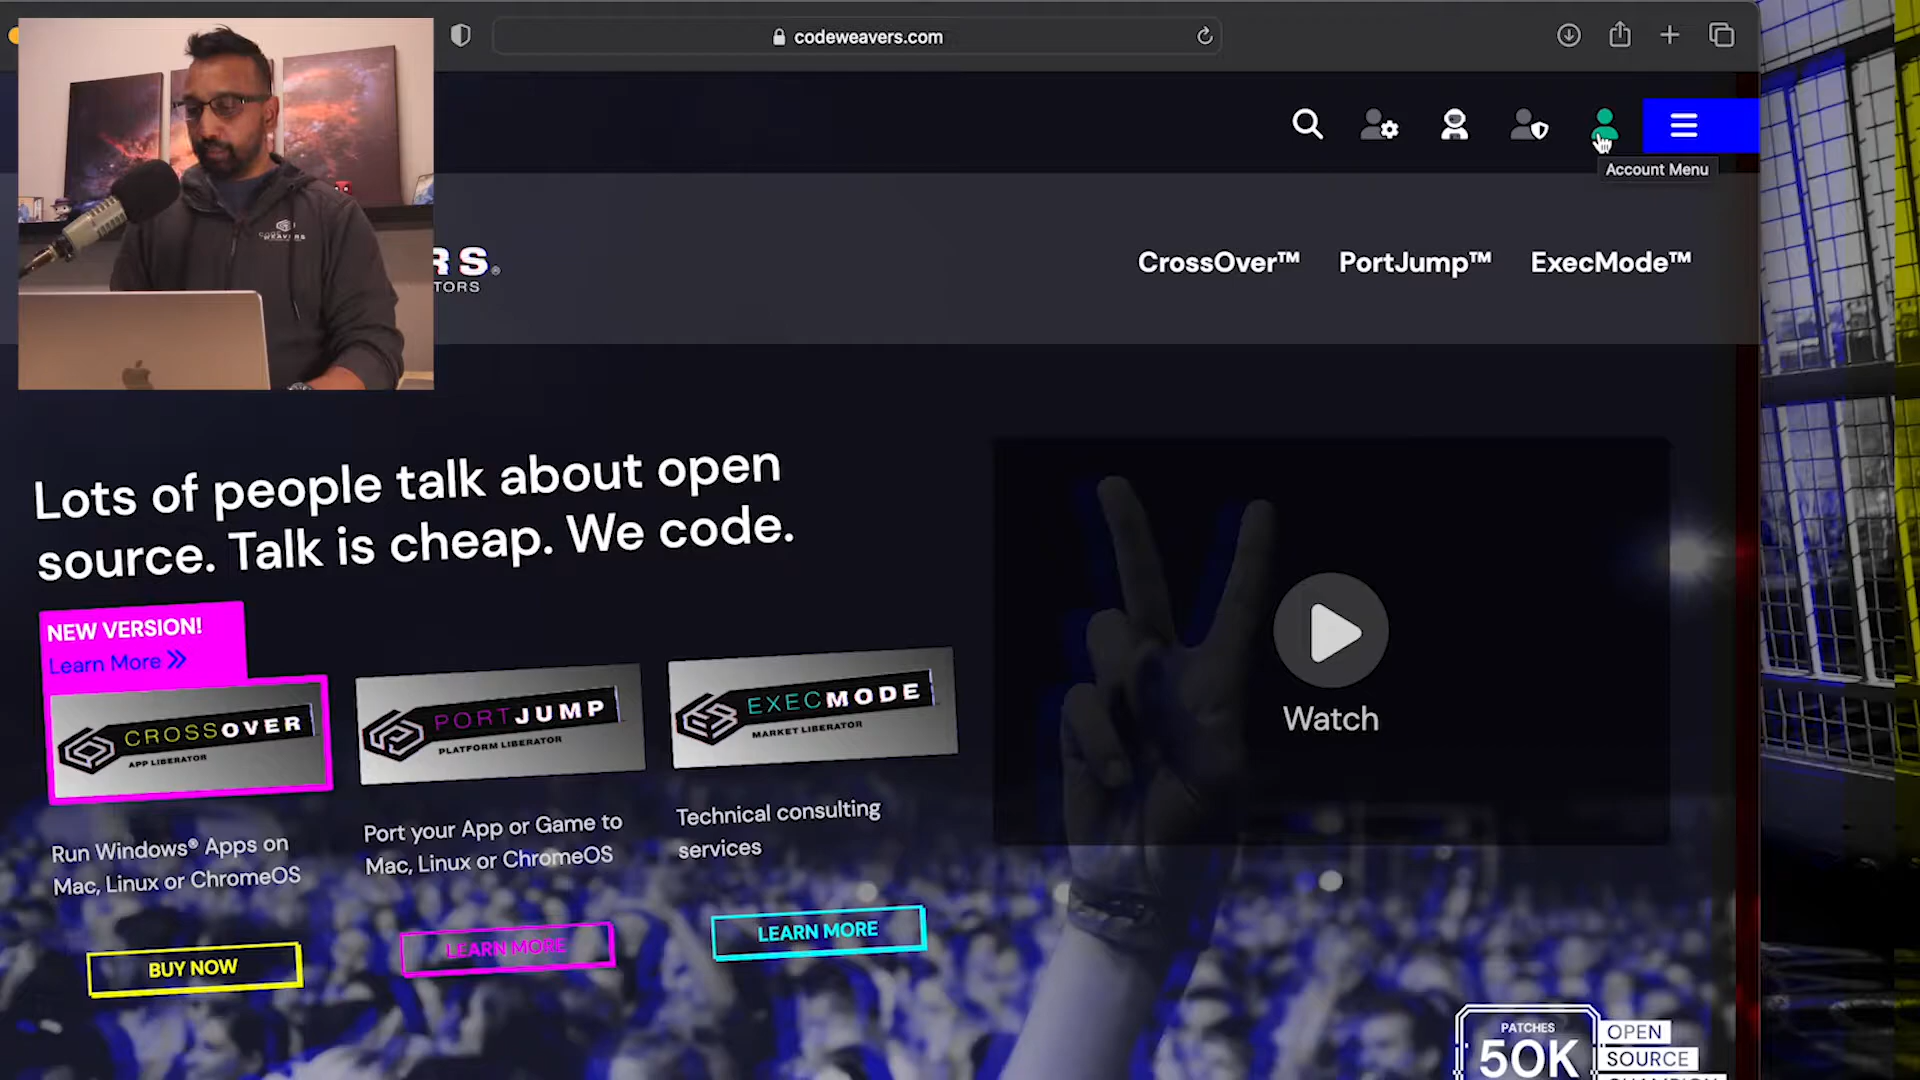 codeweavers.com
Account Menu
CODE
WEAVERS
RS®
TORS
CrossOver™ PortJump™ ExecMode™
Lots of people talk about open
source. Talk is cheap. We code.
NEW VERSION!
Learn More
CROSSOVER
APP LIBERATOR
PORTJUMP
PLATFORM LIBERATOR
EXECMODE
MARKET LIBERATOR
Run Windows® Apps on
Mac, Linux or ChromeOS
Port your App or Game to
Mac, Linux or ChromeOS
Technical consulting
services
Watch
BUY NOW
LEARN MORE
LEARN MORE
PATCHES
50K
OPEN
SOURCE
CHAMPION